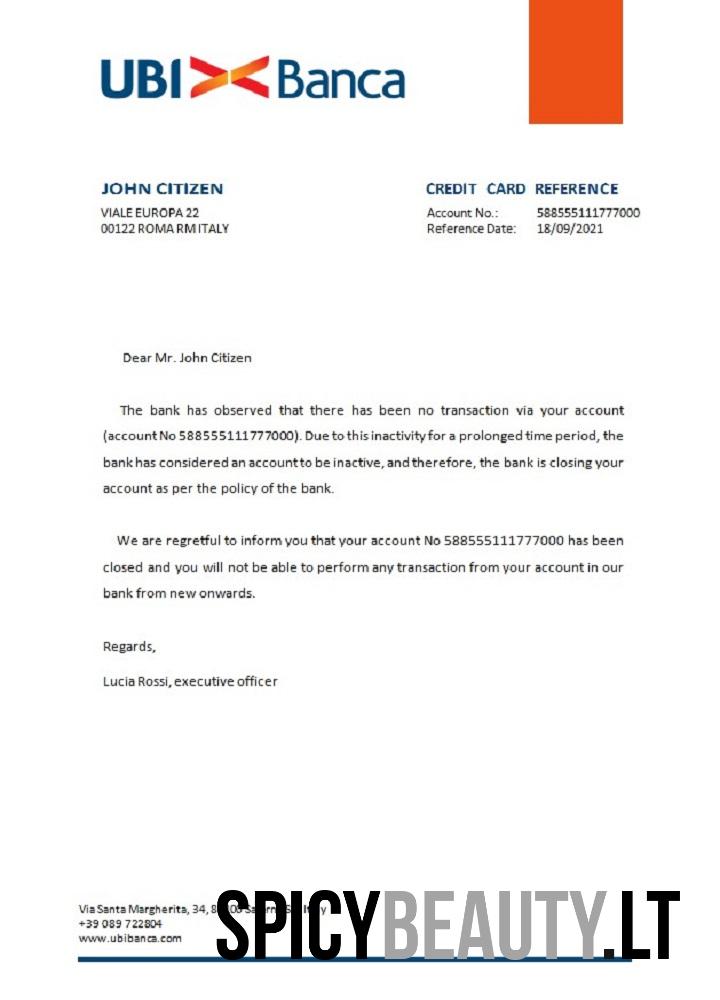 UBI Banca
JOHN CITIZEN
VIALE EUROPA 22
00122 ROMA RM ITALY
CREDIT CARD REFERENCE
Account No.: 588555111777000
Reference Date: 18/09/2021
Dear Mr. John Citizen
The bank has observed that there has been no transaction via your account
(account No 588555111777000). Due to this inactivity for a prolonged time period, the
bank has considered an account to be inactive, and therefore, the bank is closing your
account as per the policy of the bank.
We are regretful to inform you that your account No 588555111777000 has been
closed and you will not be able to perform any transaction from your account in our
bank from new onwards.
Regards,
Lucia Rossi, executive officer
Via Santa Margherita, 34,
+39 089 722804
www.ubibanca.com
SPICYBEAUTY.LT